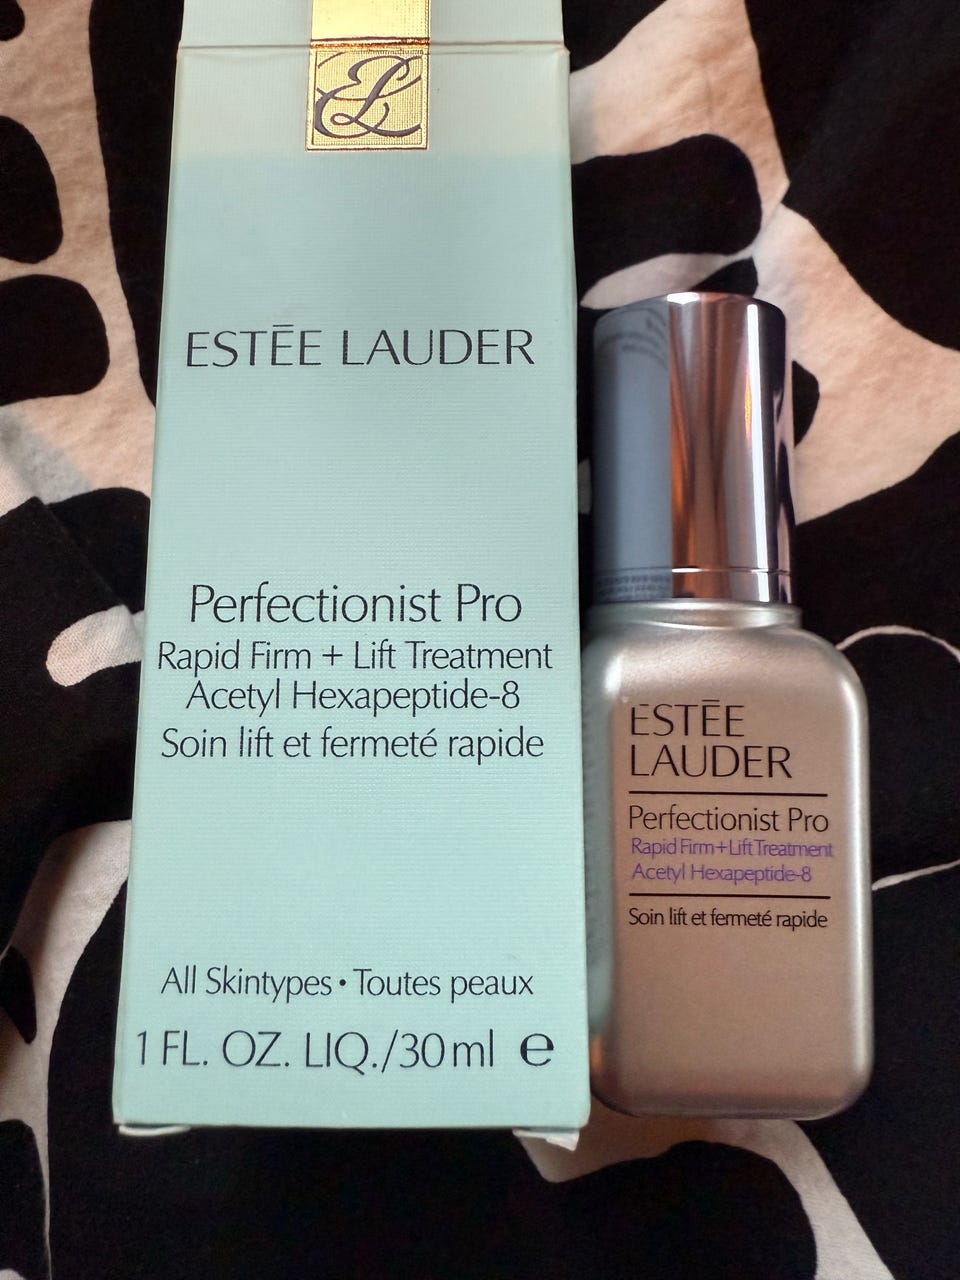 EL
ESTĒE LAUDER
Perfectionist Pro
Rapid Firm + Lift Treatment
Acetyl Hexapeptide-8
Soin lift et fermeté rapide
All Skintypes • Toutes peaux
1 FL. OZ. LIQ./30 ml e
ESTĒE
LAUDER
Perfectionist Pro
Rapid Firm+Lift Treatment
Acetyl Hexapeptide-8
Soin lift et fermeté rapide